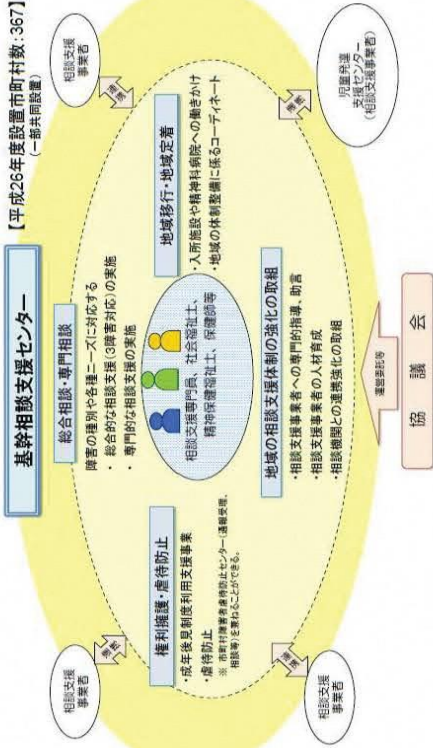 基幹相談支援センター
【平成26年度設置市町村数:367】
(一部共同設置)
総合相談・専門相談
障害の種別や各種ニーズに対応する
・ 総合的な相談支援(3障害対応)の実施
・ 専門的な相談支援の実施
権利擁護・虐待防止
・成年後見制度利用支援事業
・虐待防止
※ 市町村障害者虐待防止センター(通報受理、
相談等)を兼ねることができる。
相談支援専門員、社会福祉士、
精神保健福祉士、保健師等
地域移行・地域定着
・入所施設や精神科病院への働きかけ
・地域の体制整備に係るコーディネート
地域の相談支援体制の強化の取組
・相談支援事業者への専門的指導、助言
・相談支援事業者の人材育成
・相談機関との連携強化の取組
相談支援
事業者
連携
相談支援
事業者
連携
相談支援
事業者
連携
児童発達
支援センター
(相談支援事業者)
連携
運営委託等
協議会